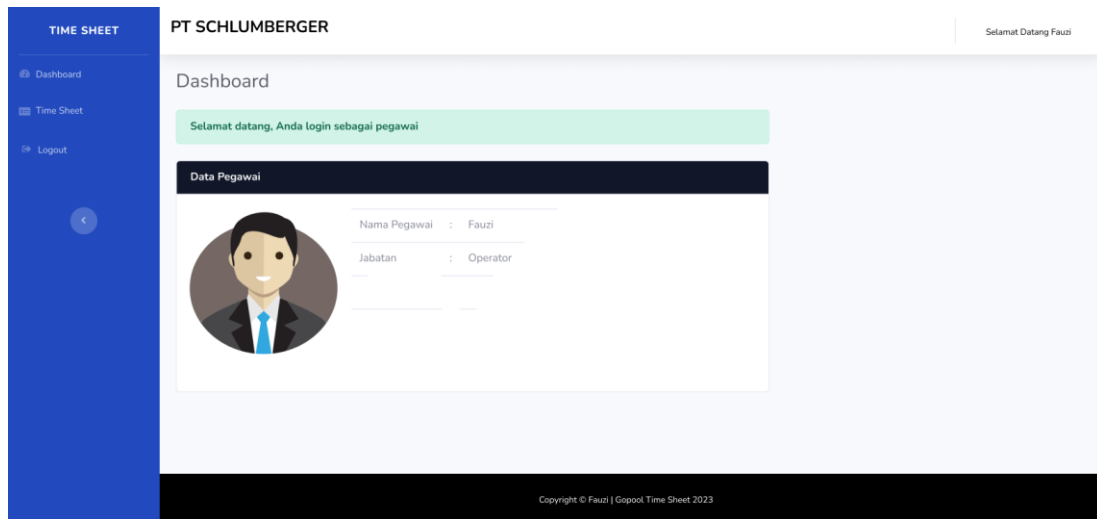 TIME SHEET
PT SCHLUMBERGER
Selamat Datang Fauzi
Dashboard
Time Sheet
Logout
Dashboard
Selamat datang, Anda login sebagai pegawai
Data Pegawai
Nama Pegawai : Fauzi
Jabatan : Operator
Copyright © Fauzi | Gopool Time Sheet 2023